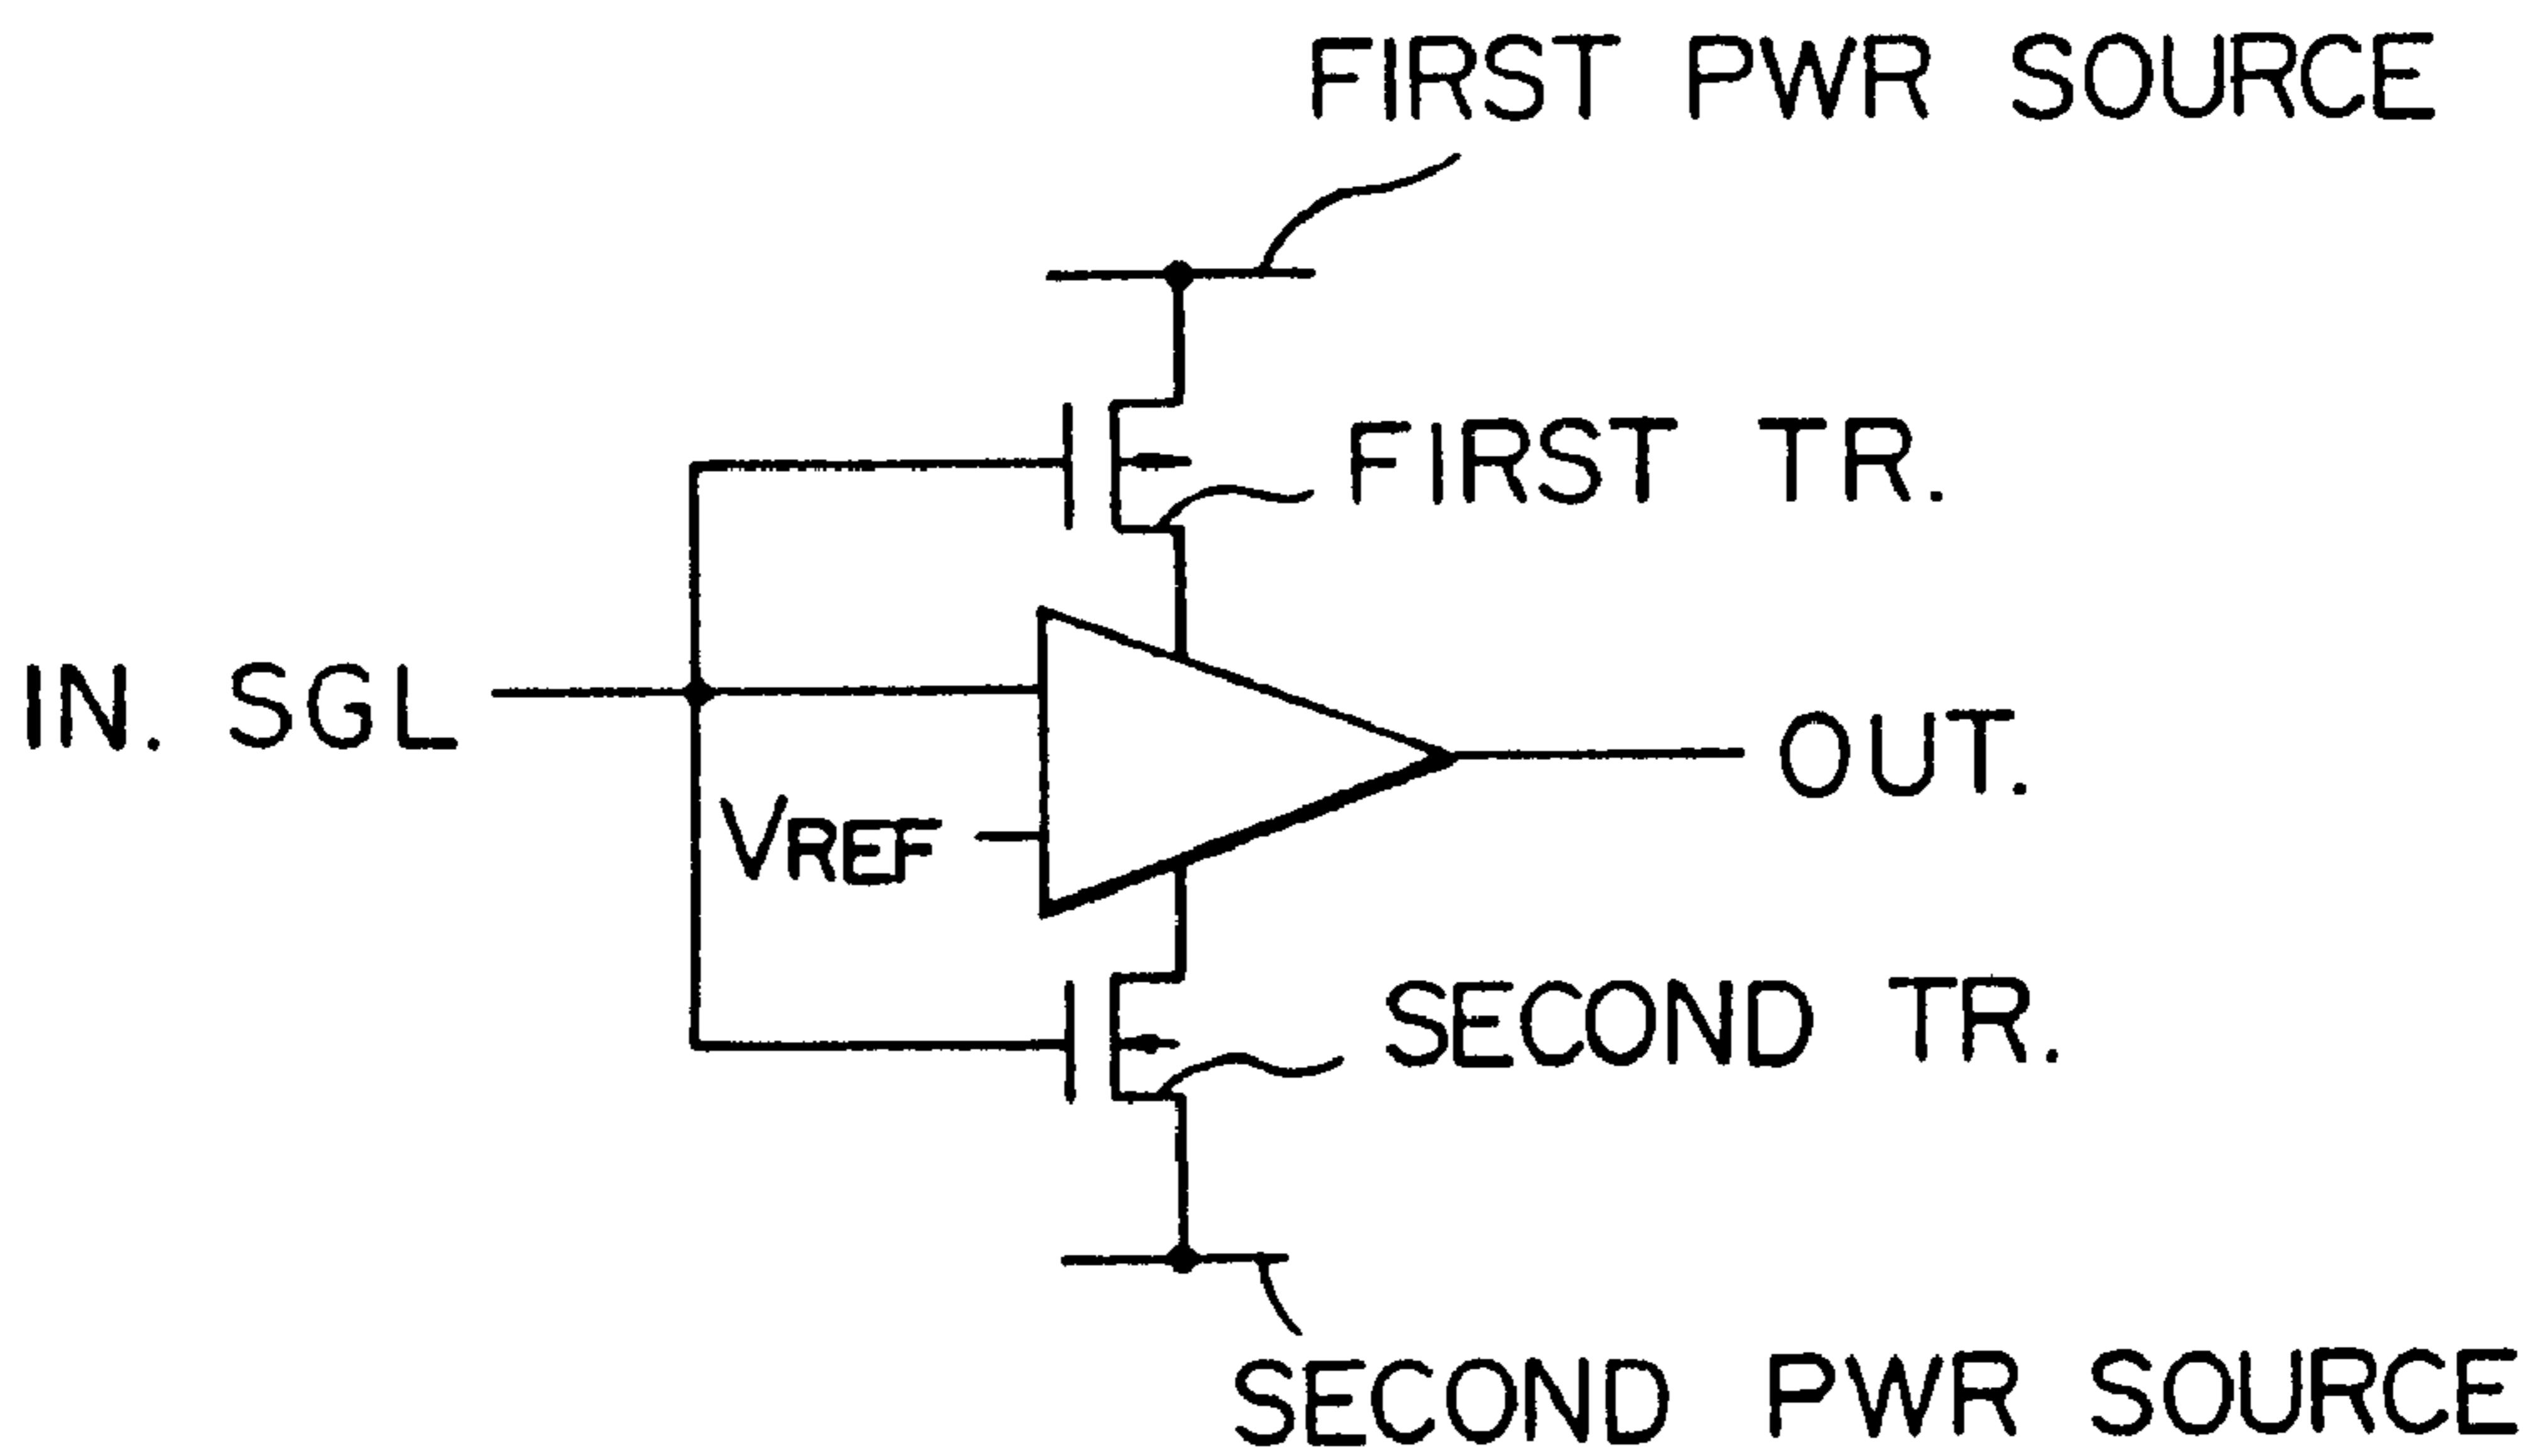 FIRST PWR SOURCE
FIRST TR.
IN. SGL
OUT.
VREF
SECOND TR.
SECOND PWR SOURCE